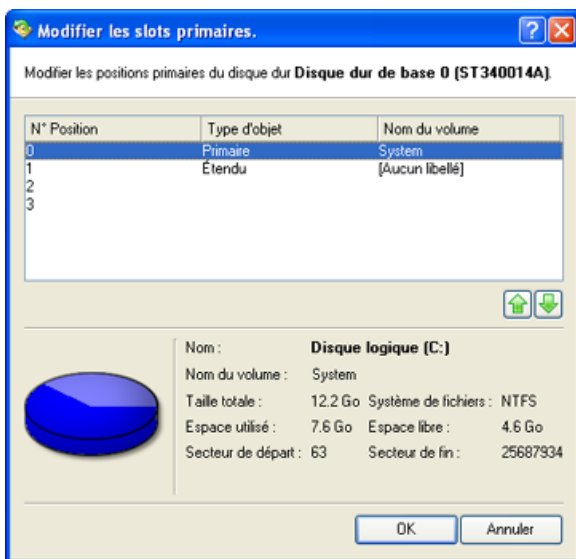 Modifier les slots primaires.
Modifier les positions primaires du disque dur Disque dur de base 0 (ST340014A).
N° Position Type d'objet Nom du volume
0 Primaire System
1 Étendu [Aucun libellé]
2
3
Nom : Disque logique (C:)
Nom du volume : System
Taille totale : 12.2 Go Système de fichiers : NTFS
Espace utilisé : 7.6 Go Espace libre : 4.6 Go
Secteur de départ : 63 Secteur de fin : 25687934
OK Annuler